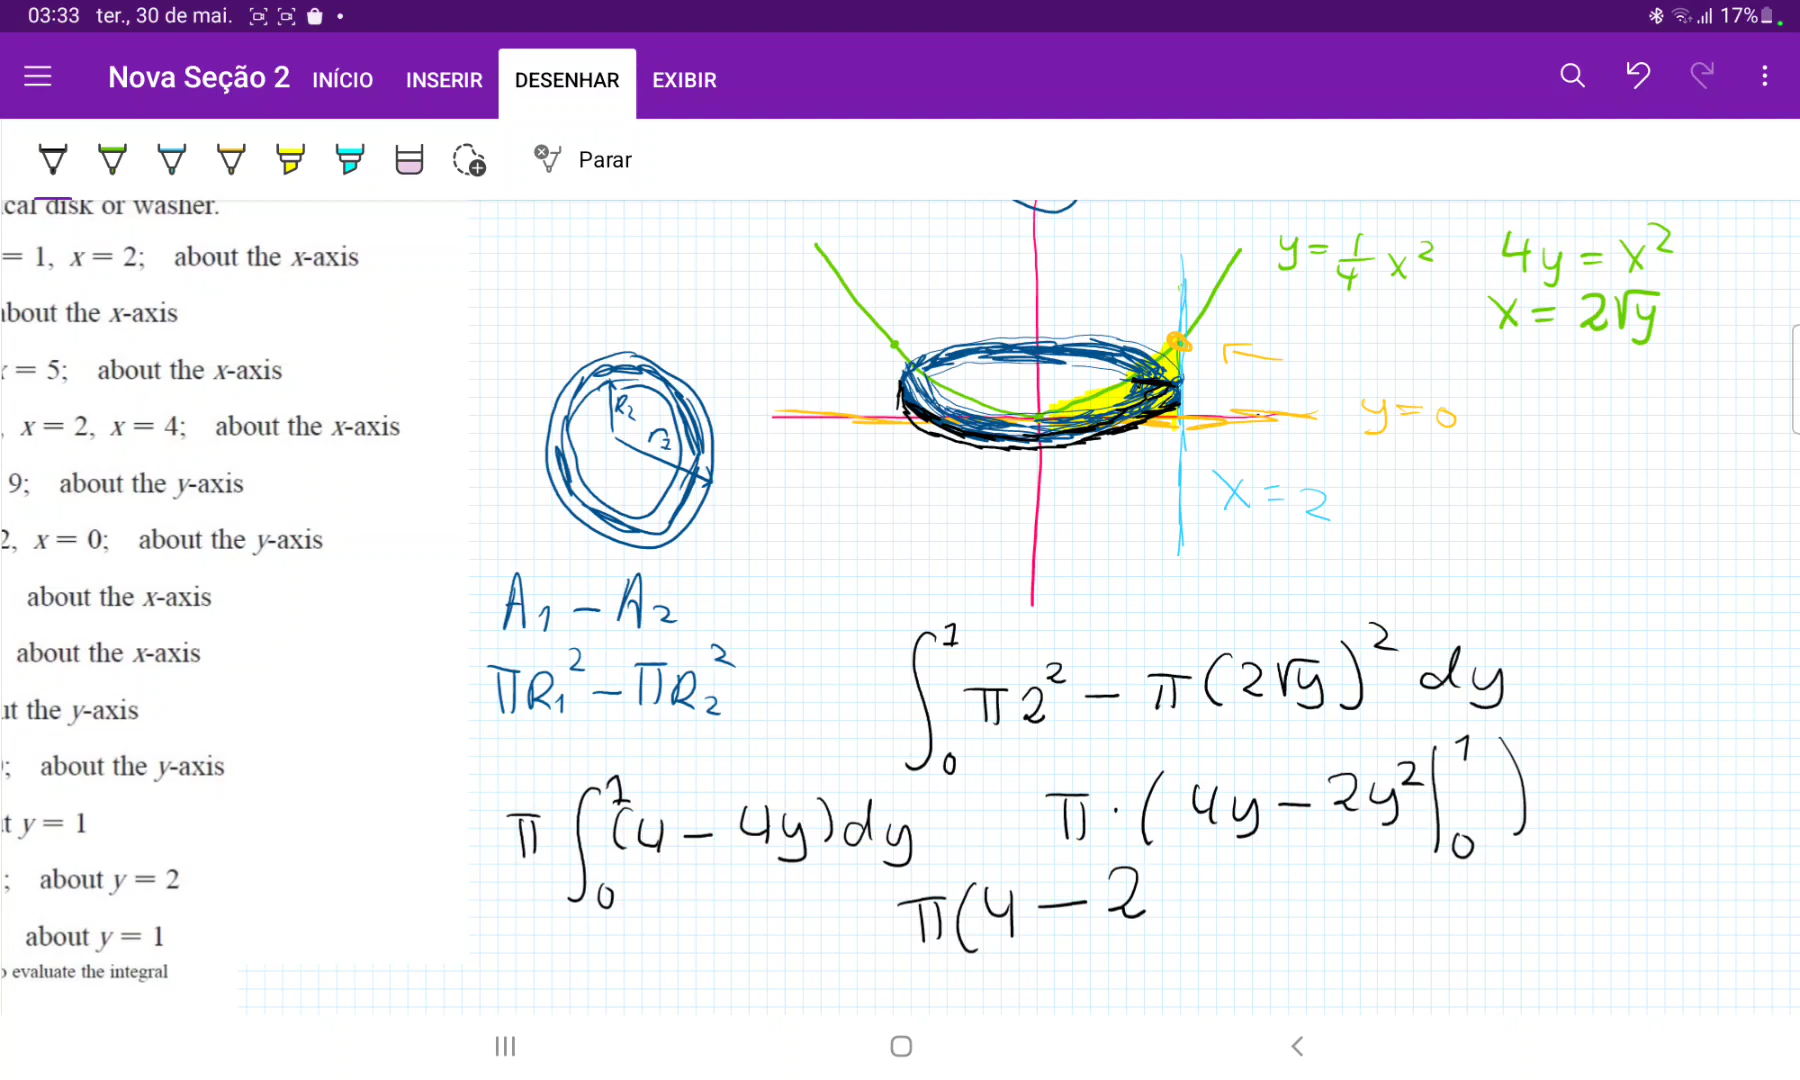 03:33 ter., 30 de mai. 17%
Nova Seção 2 INÍCIO INSERIR DESENHAR EXIBIR
Parar
cal disk or washer.
= 1, x = 2; about the x-axis
about the x-axis
= 5; about the x-axis
, x = 2, x = 4; about the x-axis
9; about the y-axis
2, x = 0; about the y-axis
about the x-axis
about the x-axis
ut the y-axis
; about the y-axis
t y = 1
; about y = 2
about y = 1
o evaluate the integral
y = 1/4 x² 4y = x²
x = 2√y
y = 0
x = 2
R₂
r₂
A₁ − A₂
πR₁² − πR₂²
∫₀¹ π2² − π(2√y)² dy
π ∫₀¹ (4 − 4y)dy π · (4y − 2y²|₀¹)
π(4 − 2